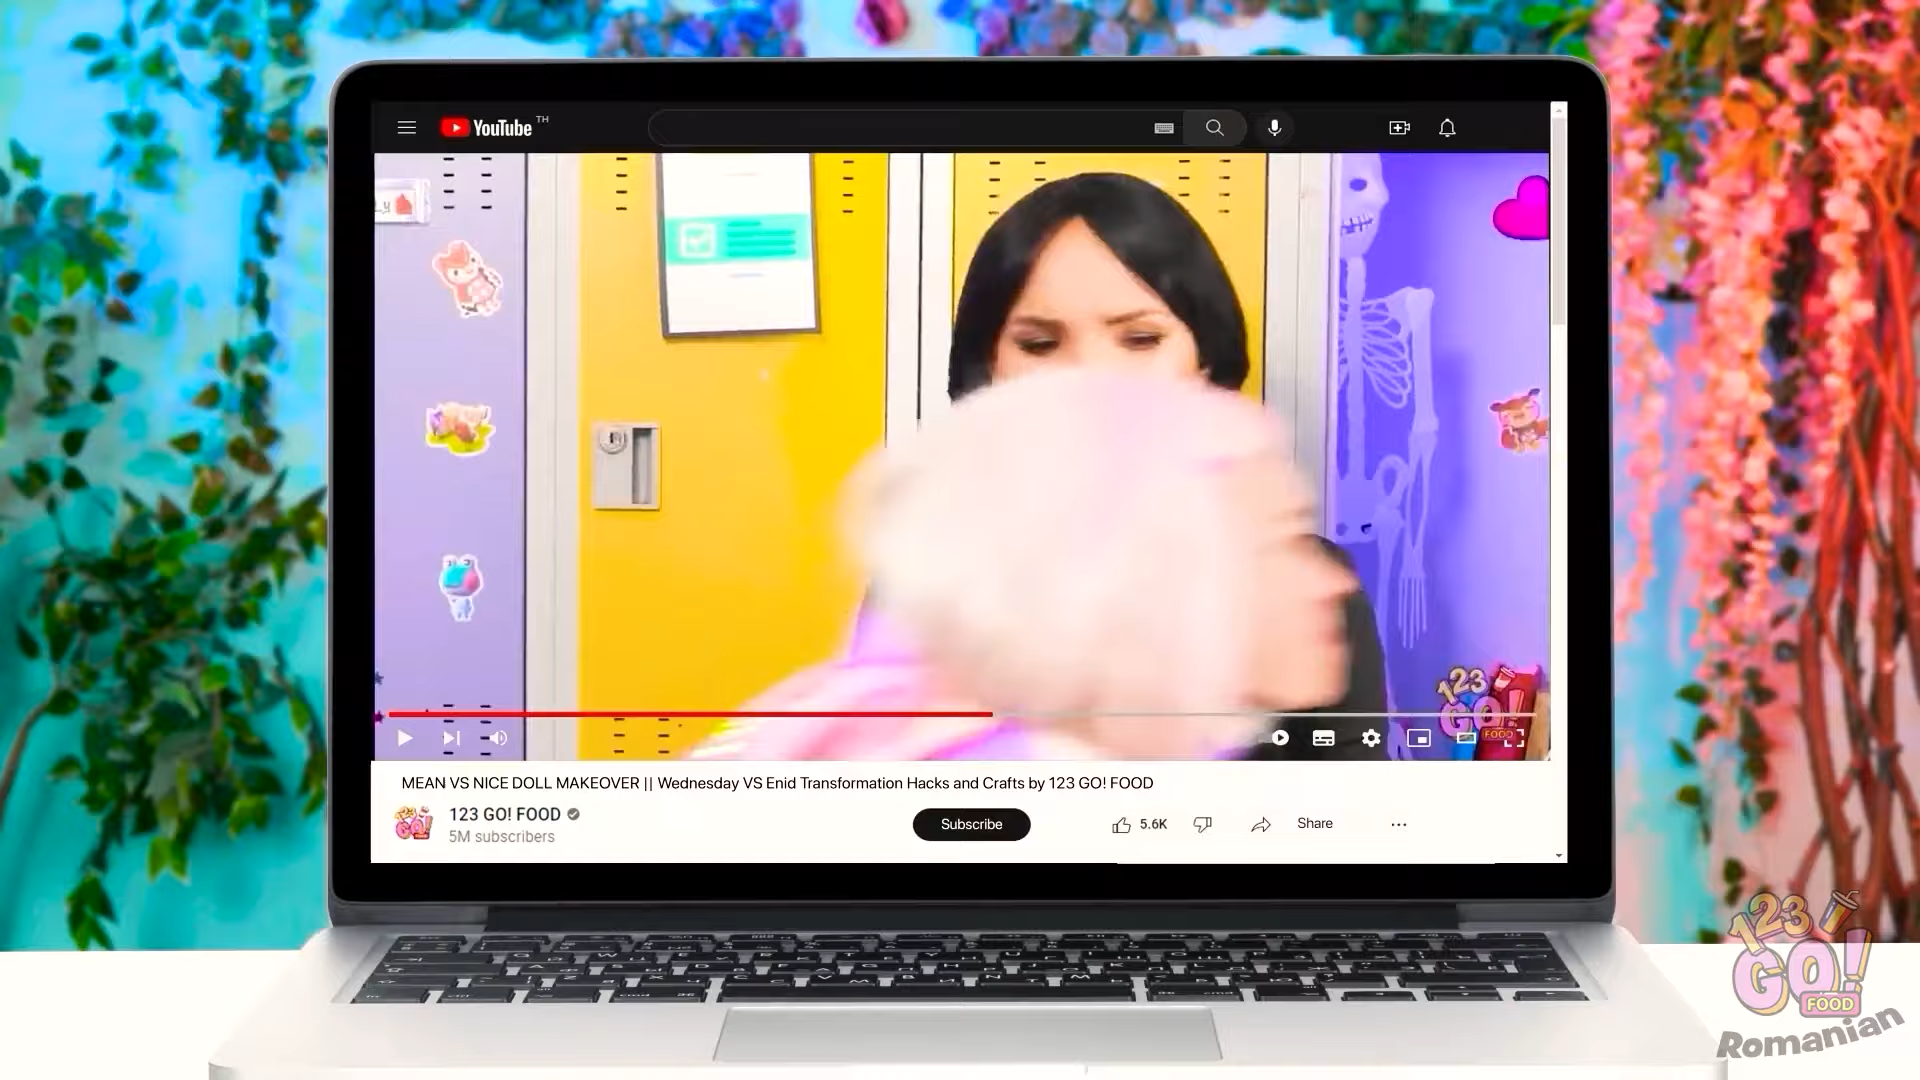 YouTube TH
123
GO!
FOOD
MEAN VS NICE DOLL MAKEOVER || Wednesday VS Enid Transformation Hacks and Crafts by 123 GO! FOOD
123 GO! FOOD
5M subscribers
Subscribe
5.6K
Share
123
GO!
FOOD
Romanian